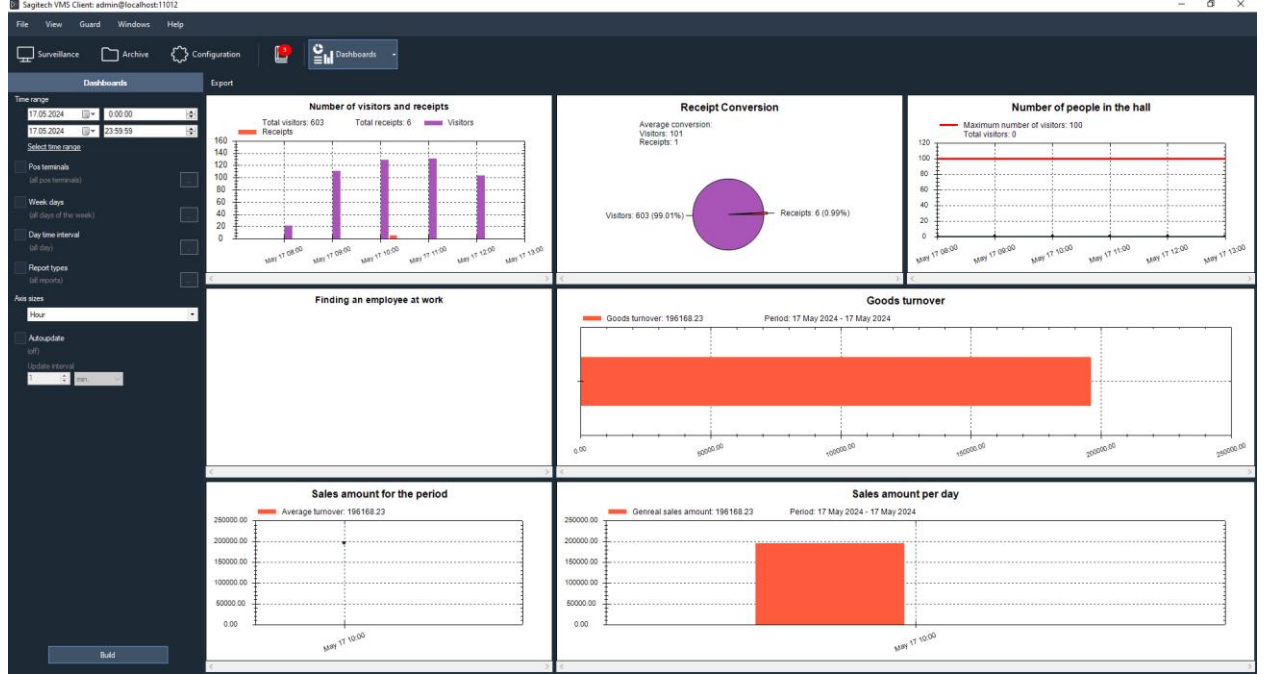 Sagitech VMS Client: admin@localhost:11012
File View Guard Windows Help
Surveillance Archive Configuration 3 Dashboards
Dashboards
Time range
17.05.2024 0:00:00
17.05.2024 23:59:59
Select time range
Pos terminals
(all pos terminals)
...
Week days
(all days of the week)
...
Day time interval
(all day)
...
Report types
(all reports)
...
Axis sizes
Hour
Autoupdate
(off)
Update interval
1 min.
Build
Export
Number of visitors and receipts
Total visitors: 603 Total receipts: 6 Visitors
Receipts
160
140
120
100
80
60
40
20
0
May 17 08:00 May 17 09:00 May 17 10:00 May 17 11:00 May 17 12:00 May 17 13:00
Receipt Conversion
Average conversion:
Visitors: 101
Receipts: 1
Visitors: 603 (99.01%) Receipts: 6 (0.99%)
Number of people in the hall
Maximum number of visitors: 100
Total visitors: 0
120
100
80
60
40
20
0
May 17 08:00 May 17 09:00 May 17 10:00 May 17 11:00 May 17 12:00 May 17 13:00
Finding an employee at work
Goods turnover
Goods turnover: 196168.23 Period: 17 May 2024 - 17 May 2024
0.00 50000.00 100000.00 150000.00 200000.00 250000.00
Sales amount for the period
Average turnover: 196168.23
250000.00
200000.00
150000.00
100000.00
50000.00
0.00
May 17 10:00
Sales amount per day
Genreal sales amount: 196168.23 Period: 17 May 2024 - 17 May 2024
250000.00
200000.00
150000.00
100000.00
50000.00
0.00
May 17 10:00